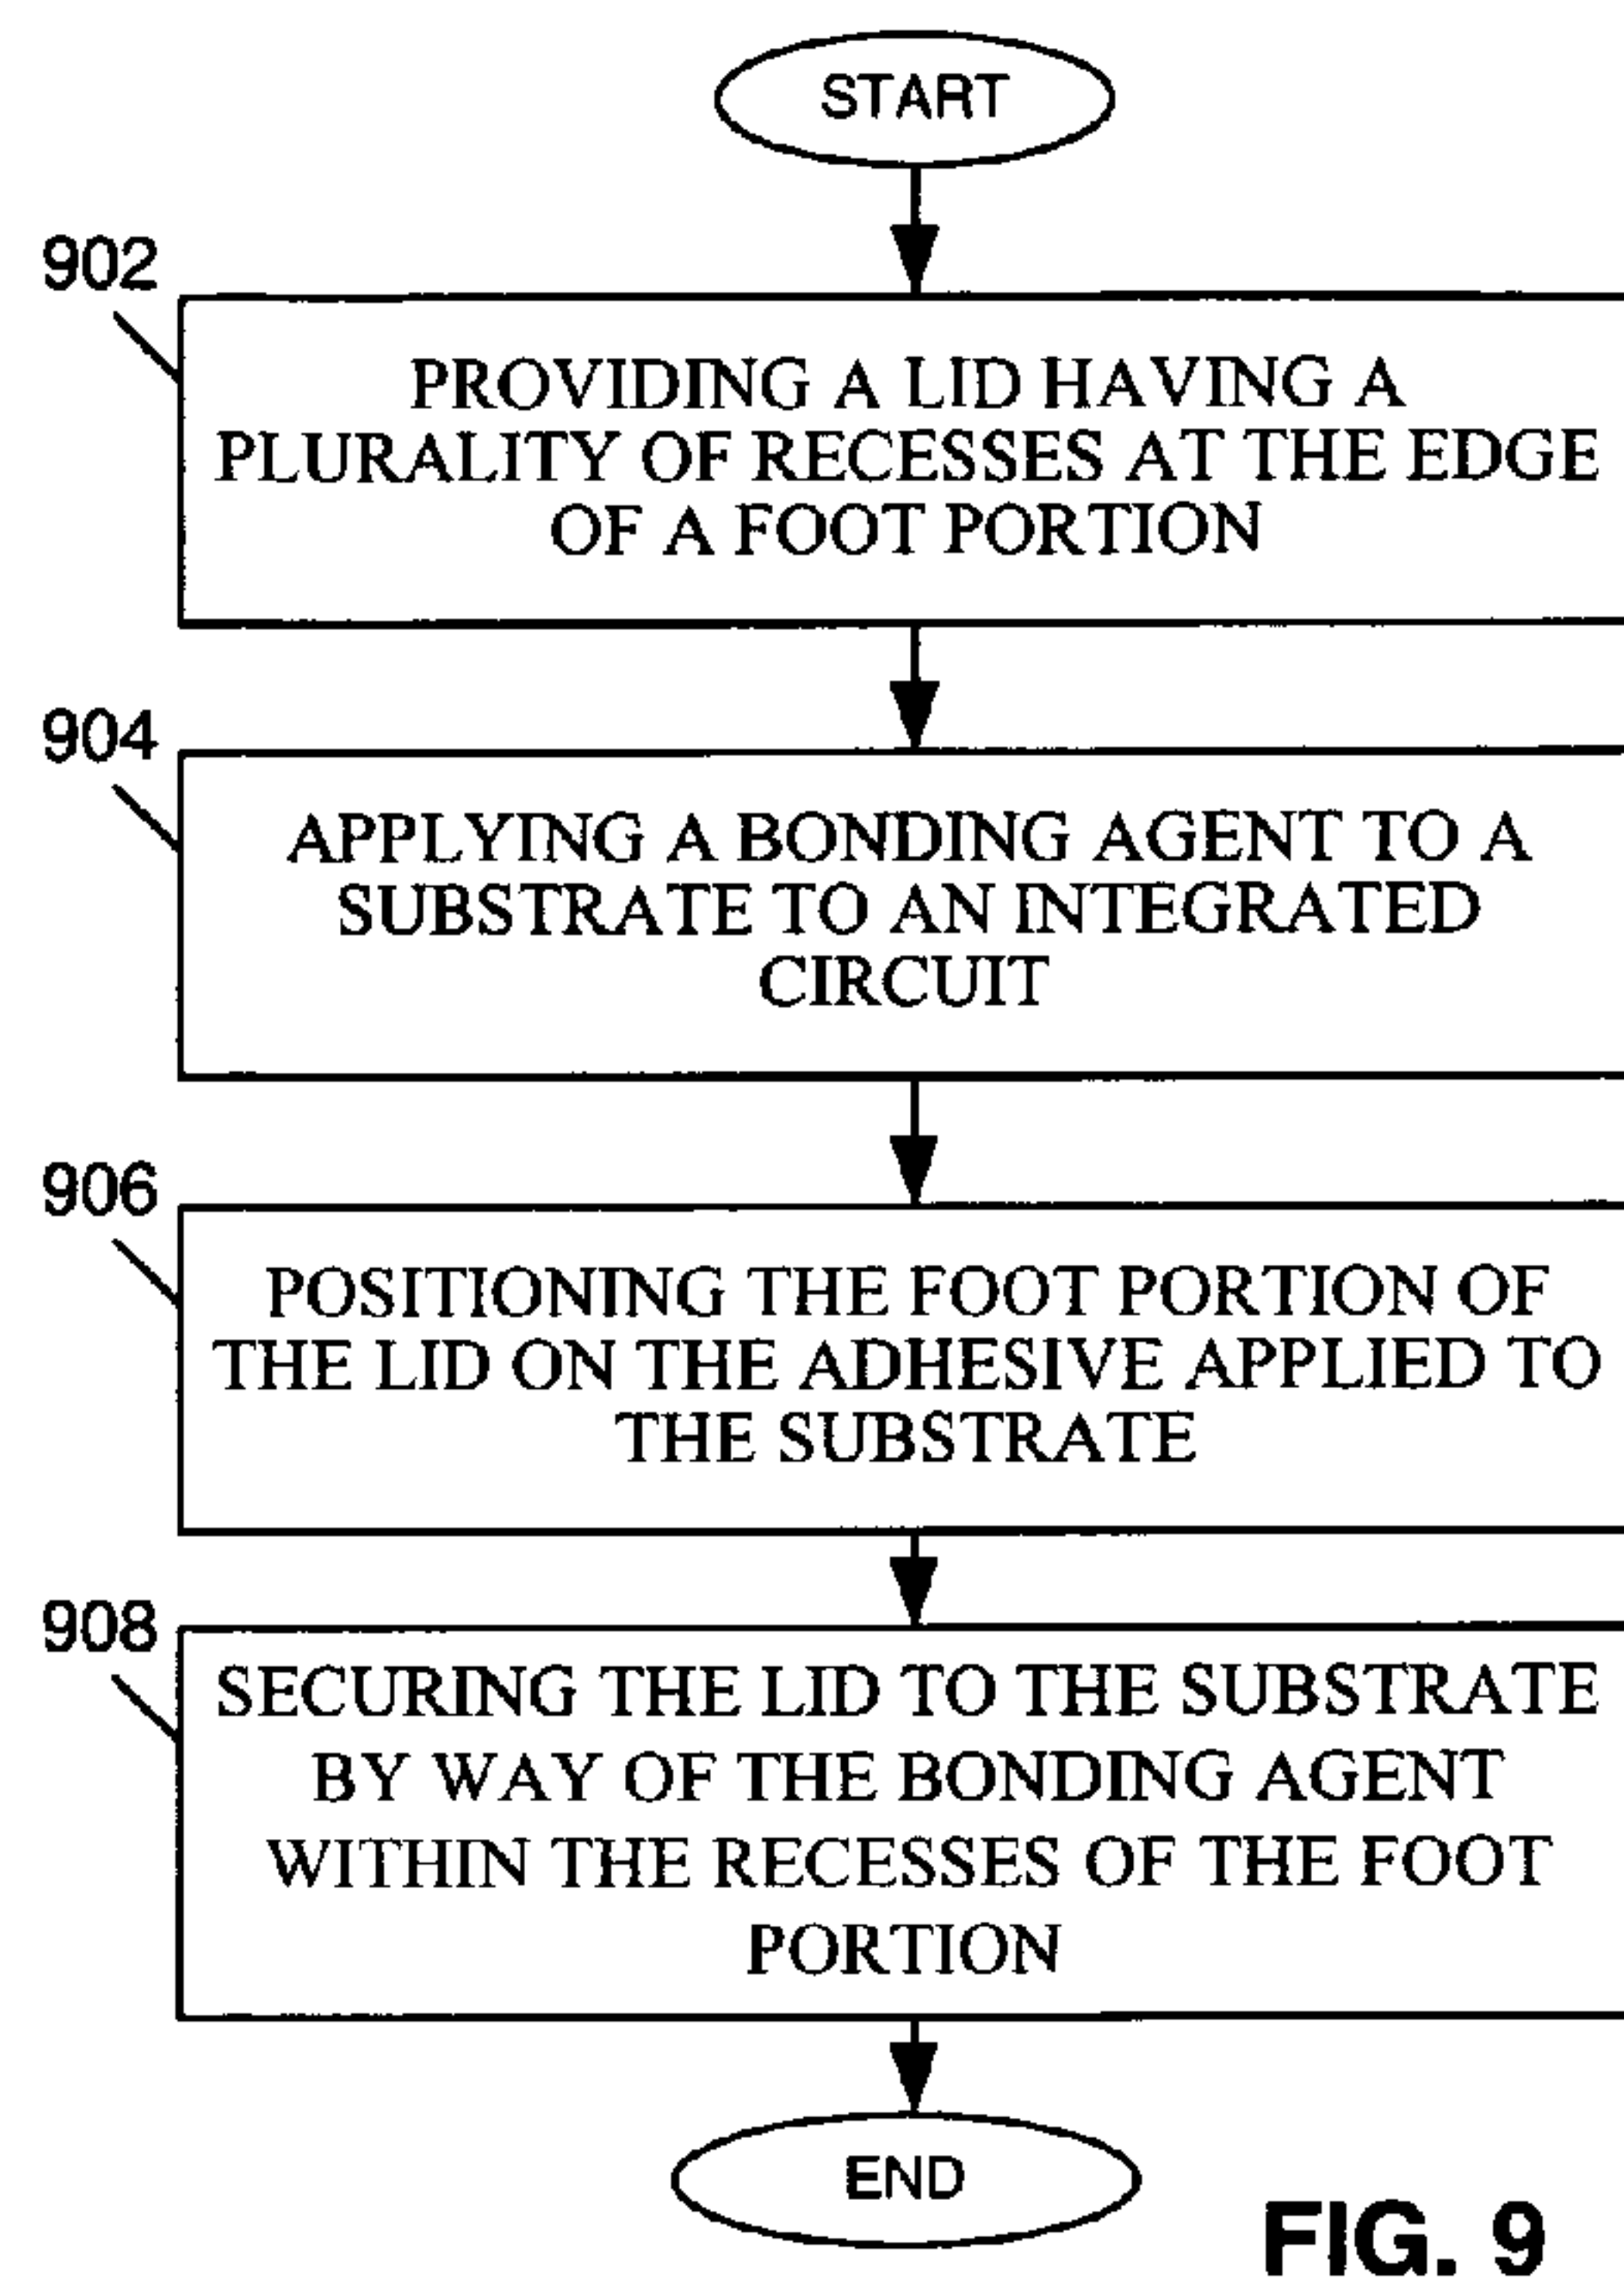 START
902
PROVIDING A LID HAVING A
PLURALITY OF RECESSES AT THE EDGE
OF A FOOT PORTION
904
APPLYING A BONDING AGENT TO A
SUBSTRATE TO AN INTEGRATED
CIRCUIT
906
POSITIONING THE FOOT PORTION OF
THE LID ON THE ADHESIVE APPLIED TO
THE SUBSTRATE
908
SECURING THE LID TO THE SUBSTRATE
BY WAY OF THE BONDING AGENT
WITHIN THE RECESSES OF THE FOOT
PORTION
END
FIG. 9